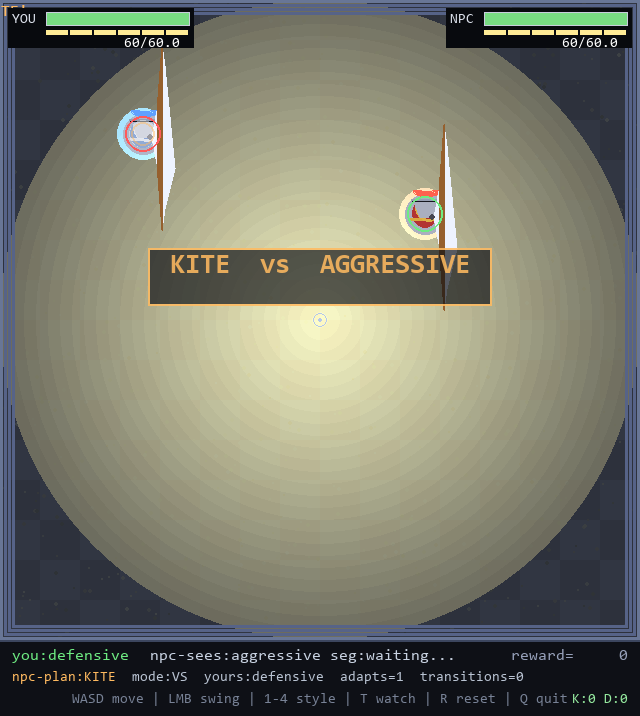 YOU
60/60.0
NPC
60/60.0
KITE vs AGGRESSIVE
you:defensive npc-sees:aggressive seg:waiting... reward= 0
npc-plan:KITE mode:VS yours:defensive adapts=1 transitions=0
WASD move | LMB swing | 1-4 style | T watch | R reset | Q quit K:0 D:0